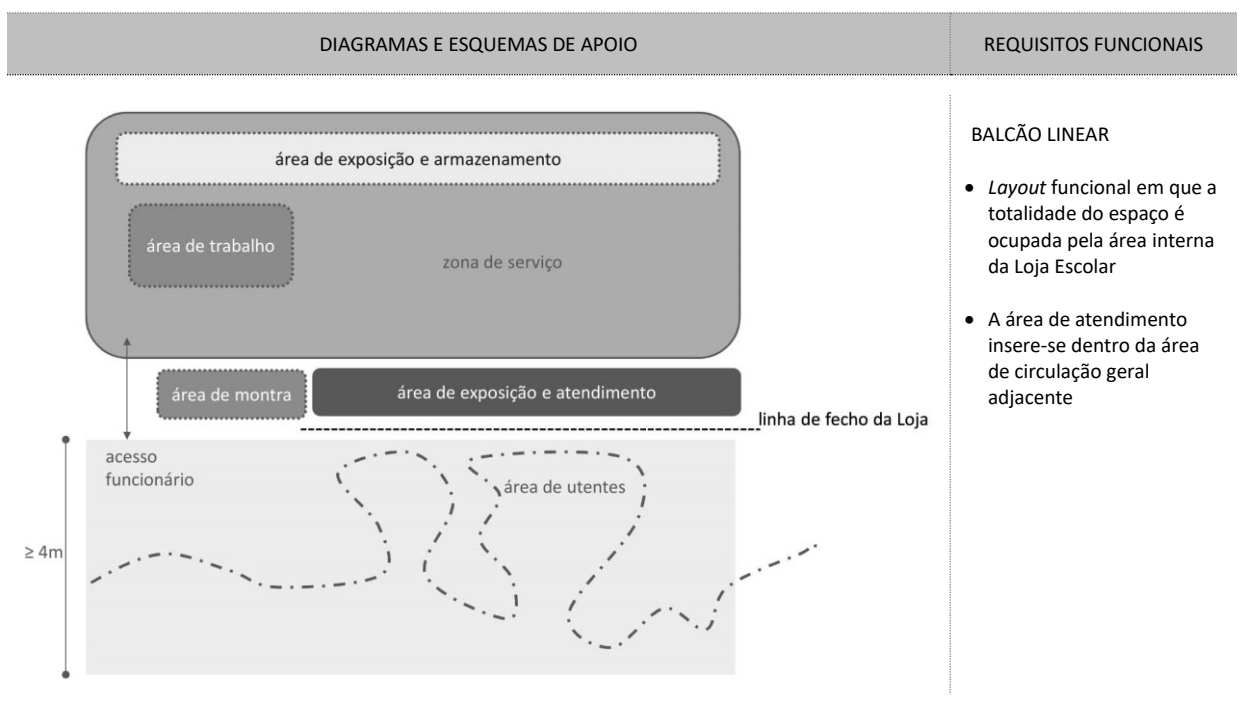 DIAGRAMAS E ESQUEMAS DE APOIO
REQUISITOS FUNCIONAIS
área de exposição e armazenamento
área de trabalho
zona de serviço
área de montra
área de exposição e atendimento
linha de fecho da Loja
acesso
funcionário
área de utentes
≥ 4m
BALCÃO LINEAR
• Layout funcional em que a
totalidade do espaço é
ocupada pela área interna
da Loja Escolar
• A área de atendimento
insere-se dentro da área
de circulação geral
adjacente